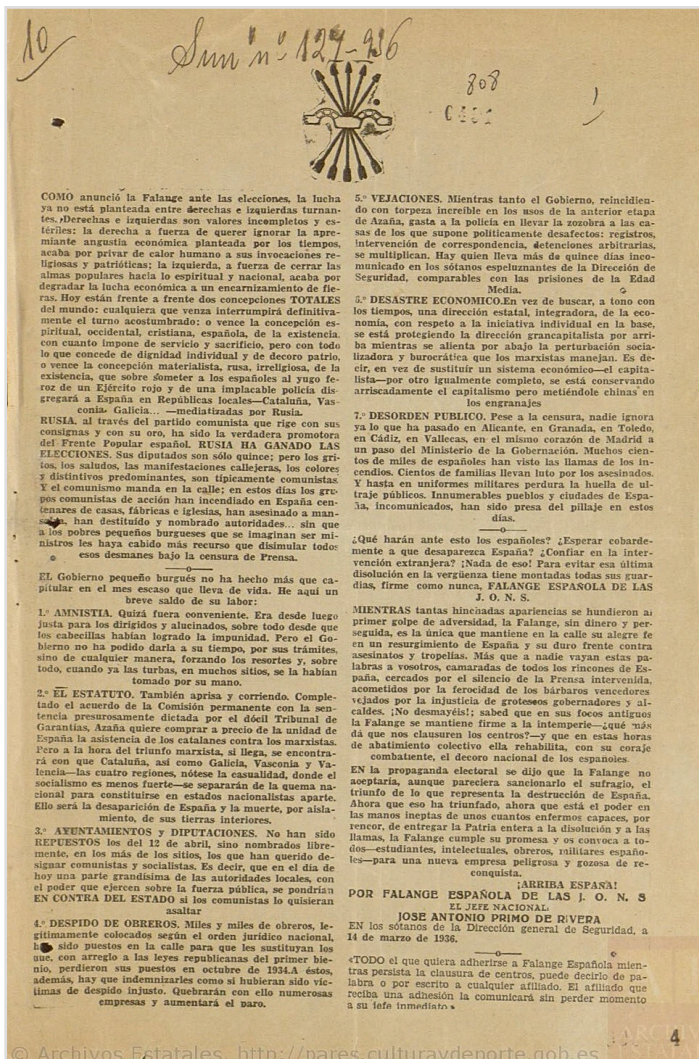 10
Sum nº 127-936
808
COMO anunció la Falange ante las elecciones, la lucha
ya no está planteada entre derechas e izquierdas turnan-
tes. Derechas e izquierdas son valores incompletos y es-
tériles: la derecha a fuerza de querer ignorar la apre-
miante angustia económica planteada por los tiempos,
acaba por privar de calor humano a sus invocaciones re-
ligiosas y patrióticas; la izquierda, a fuerza de cerrar las
almas populares hacia lo espiritual y nacional, acaba por
degradar la lucha económica a un encarnizamiento de fie-
ras. Hoy están frente a frente dos concepciones TOTALES
del mundo: cualquiera que venza interrumpirá definitiva-
mente el turno acostumbrado: o vence la concepción es-
piritual, occidental, cristiana, española, de la existencia,
con cuanto impone de servicio y sacrificio, pero con todo
lo que concede de dignidad individual y de decoro patrio,
o vence la concepción materialista, rusa, irreligiosa, de la
existencia, que sobre someter a los españoles al yugo fe-
roz de un Ejército rojo y de una implacable policía dis-
gregará a España en Repúblicas locales—Cataluña, Vas-
conia, Galicia... —mediatizadas por Rusia.
RUSIA, al través del partido comunista que rige con sus
consignas y con su oro, ha sido la verdadera promotora
del Frente Popular español. RUSIA HA GANADO LAS
ELECCIONES. Sus diputados son sólo quince; pero los gri-
tos, los saludos, las manifestaciones callejeras, los colores
y distintivos predominantes, son típicamente comunistas.
Y el comunismo manda en la calle; en estos días los gru-
pos comunistas de acción han incendiado en España cen-
tenares de casas, fábricas e iglesias, han asesinado a man-
salva, han destituído y nombrado autoridades... sin que
a los pobres pequeños burgueses que se imaginan ser mi-
nistros les haya cabido más recurso que disimular todos
esos desmanes bajo la censura de Prensa.
EL Gobierno pequeño burgués no ha hecho más que ca-
pitular en el mes escaso que lleva de vida. He aquí un
breve saldo de su labor:
1.º AMNISTIA. Quizá fuera conveniente. Era desde luego
justa para los dirigidos y alucinados, sobre todo desde que
los cabecillas habían logrado la impunidad. Pero el Go-
bierno no ha podido darla a su tiempo, por sus trámites,
sino de cualquier manera, forzando los resortes y, sobre
todo, cuando ya las turbas, en muchos sitios, se la habían
tomado por su mano.
2.º EL ESTATUTO. También aprisa y corriendo. Comple-
tado el acuerdo de la Comisión permanente con la sen-
tencia presurosamente dictada por el dócil Tribunal de
Garantías, Azaña quiere comprar a precio de la unidad de
España la asistencia de los catalanes contra los marxistas.
Pero a la hora del triunfo marxista, si llega, se encontra-
rá con que Cataluña, así como Galicia, Vasconia y Va-
lencia—las cuatro regiones, nótese la casualidad, donde el
socialismo es menos fuerte—se separarán de la quema na-
cional para constituirse en estados nacionalistas aparte.
Ello será la desaparición de España y la muerte, por aisla-
miento, de sus tierras interiores.
3.º AYUNTAMIENTOS y DIPUTACIONES. No han sido
REPUESTOS los del 12 de abril, sino nombrados libre-
mente, en los más de los sitios, los que han querido de-
signar comunistas y socialistas. Es decir, que en el día de
hoy una parte grandísima de las autoridades locales, con
el poder que ejercen sobre la fuerza pública, se pondrían
EN CONTRA DEL ESTADO si los comunistas lo quisieran
asaltar
4.º DESPIDO DE OBREROS. Miles y miles de obreros, le-
gítimamente colocados según el orden jurídico nacional,
han sido puestos en la calle para que les sustituyan los
que, con arreglo a las leyes republicanas del primer bie-
nio, perdieron sus puestos en octubre de 1934.A éstos,
además, hay que indemnizarles como si hubieran sido víc-
timas de despido injusto. Quebrarán con ello numerosas
empresas y aumentará el paro.
5.º VEJACIONES. Mientras tanto el Gobierno, reincidien-
do con torpeza increíble en los usos de la anterior etapa
de Azaña, gasta a la policía en llevar la zozobra a las ca-
sas de los que supone políticamente desafectos: registros,
intervención de correspondencia, detenciones arbitrarias,
se multiplican. Hay quien lleva más de quince días inco-
municado en los sótanos espeluznantes de la Dirección de
Seguridad, comparables con las prisiones de la Edad
Media.
5.º DESASTRE ECONOMICO.En vez de buscar, a tono con
los tiempos, una dirección estatal, integradora, de la eco-
nomía, con respeto a la iniciativa individual en la base,
se está protegiendo la dirección grancapitalista por arri-
ba mientras se alienta por abajo la perturbación socia-
lizadora y burocrática que los marxistas manejan. Es de-
cir, en vez de sustituír un sistema económico—el capita-
lista—por otro igualmente completo, se está conservando
arriscadamente el capitalismo pero metiéndole chinas en
los engranajes
7.º DESORDEN PUBLICO. Pese a la censura, nadie ignora
ya lo que ha pasado en Alicante, en Granada, en Toledo,
en Cádiz, en Vallecas, en el mismo corazón de Madrid a
un paso del Ministerio de la Gobernación. Muchos cien-
tos de miles de españoles han visto las llamas de los in-
cendios. Cientos de familias llevan luto por los asesinados.
Y hasta en uniformes militares perdura la huella de ul-
traje públicos. Innumerables pueblos y ciudades de Espa-
ña, incomunicados, han sido presa del pillaje en estos
días.
¿Qué harán ante esto los españoles? ¿Esperar cobarde-
mente a que desaparezca España? ¿Confiar en la inter-
vención extranjera? ¡Nada de eso! Para evitar esa última
disolución en la vergüenza tiene montadas todas sus guar-
dias, firme como nunca, FALANGE ESPAÑOLA DE LAS
J. O. N. S.
MIENTRAS tantas hinchadas apariencias se hundieron al
primer golpe de adversidad, la Falange, sin dinero y per-
seguida, es la única que mantiene en la calle su alegre fe
en un resurgimiento de España y su duro frente contra
asesinatos y tropelías. Más que a nadie vayan estas pa-
labras a vosotros, camaradas de todos los rincones de Es-
paña, cercados por el silencio de la Prensa intervenida,
acometidos por la ferocidad de los bárbaros vencedores
vejados por la injusticia de grotescos gobernadores y al-
caldes. ¡No desmayéis!; sabed que en sus focos antiguos
la Falange se mantiene firme a la intemperie—¿qué más
dá que nos clausuren los centros?—y que en estas horas
de abatimiento colectivo ella rehabilita, con su coraje
combatiente, el decoro nacional de los españoles.
EN la propaganda electoral se dijo que la Falange no
aceptaría, aunque pareciera sancionarlo el sufragio, el
triunfo de lo que representa la destrucción de España.
Ahora que eso ha triunfado, ahora que está el poder en
las manos ineptas de unos cuantos enfermos capaces, por
rencor, de entregar la Patria entera a la disolución y a las
llamas, la Falange cumple su promesa y os convoca a to-
dos—estudiantes, intelectuales, obreros, militares españo-
les—para una nueva empresa peligrosa y gozosa de re-
conquista.
¡ARRIBA ESPAÑA!
POR FALANGE ESPAÑOLA DE LAS J. O. N. S
EL JEFE NACIONAL:
JOSE ANTONIO PRIMO DE RIVERA
EN los sótanos de la Dirección general de Seguridad, a
14 de marzo de 1936.
«TODO el que quiera adherirse a Falange Española mien-
tras persista la clausura de centros, puede decirlo de pa-
labra o por escrito a cualquier afiliado. El afiliado que
reciba una adhesión la comunicará sin perder momento
a su jefe inmediato.»
4
© Archivos Estatales, http://pares.culturaydeporte.gob.es